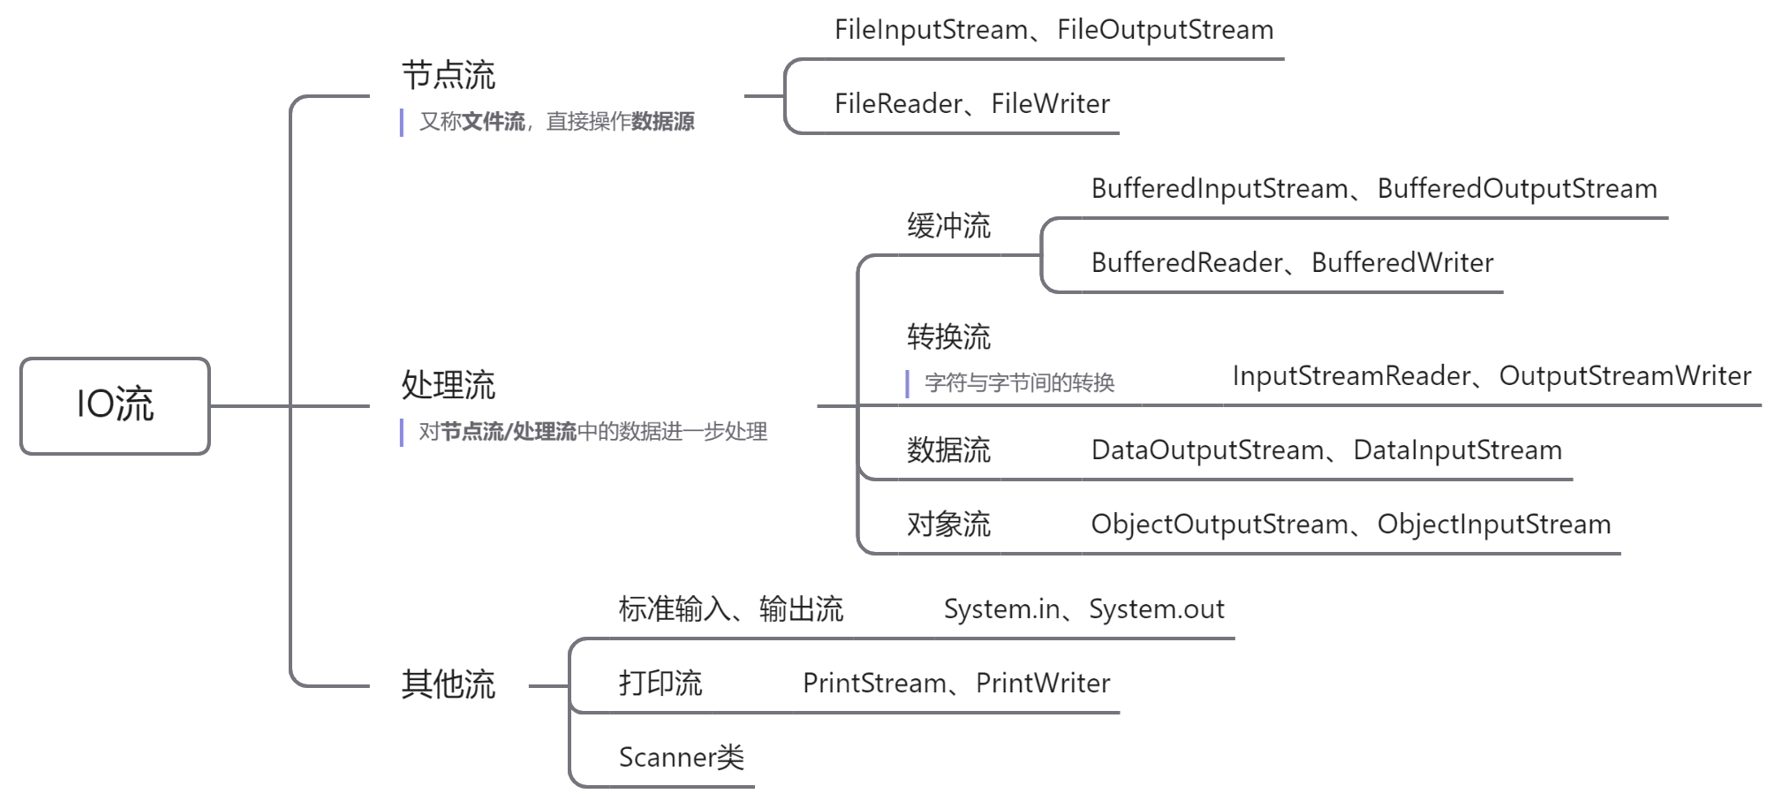 IO流
节点流
又称文件流，直接操作数据源
FileInputStream、FileOutputStream
FileReader、FileWriter
处理流
对节点流/处理流中的数据进一步处理
缓冲流
BufferedInputStream、BufferedOutputStream
BufferedReader、BufferedWriter
转换流
字符与字节间的转换
InputStreamReader、OutputStreamWriter
数据流
DataOutputStream、DataInputStream
对象流
ObjectOutputStream、ObjectInputStream
其他流
标准输入、输出流
System.in、System.out
打印流
PrintStream、PrintWriter
Scanner类